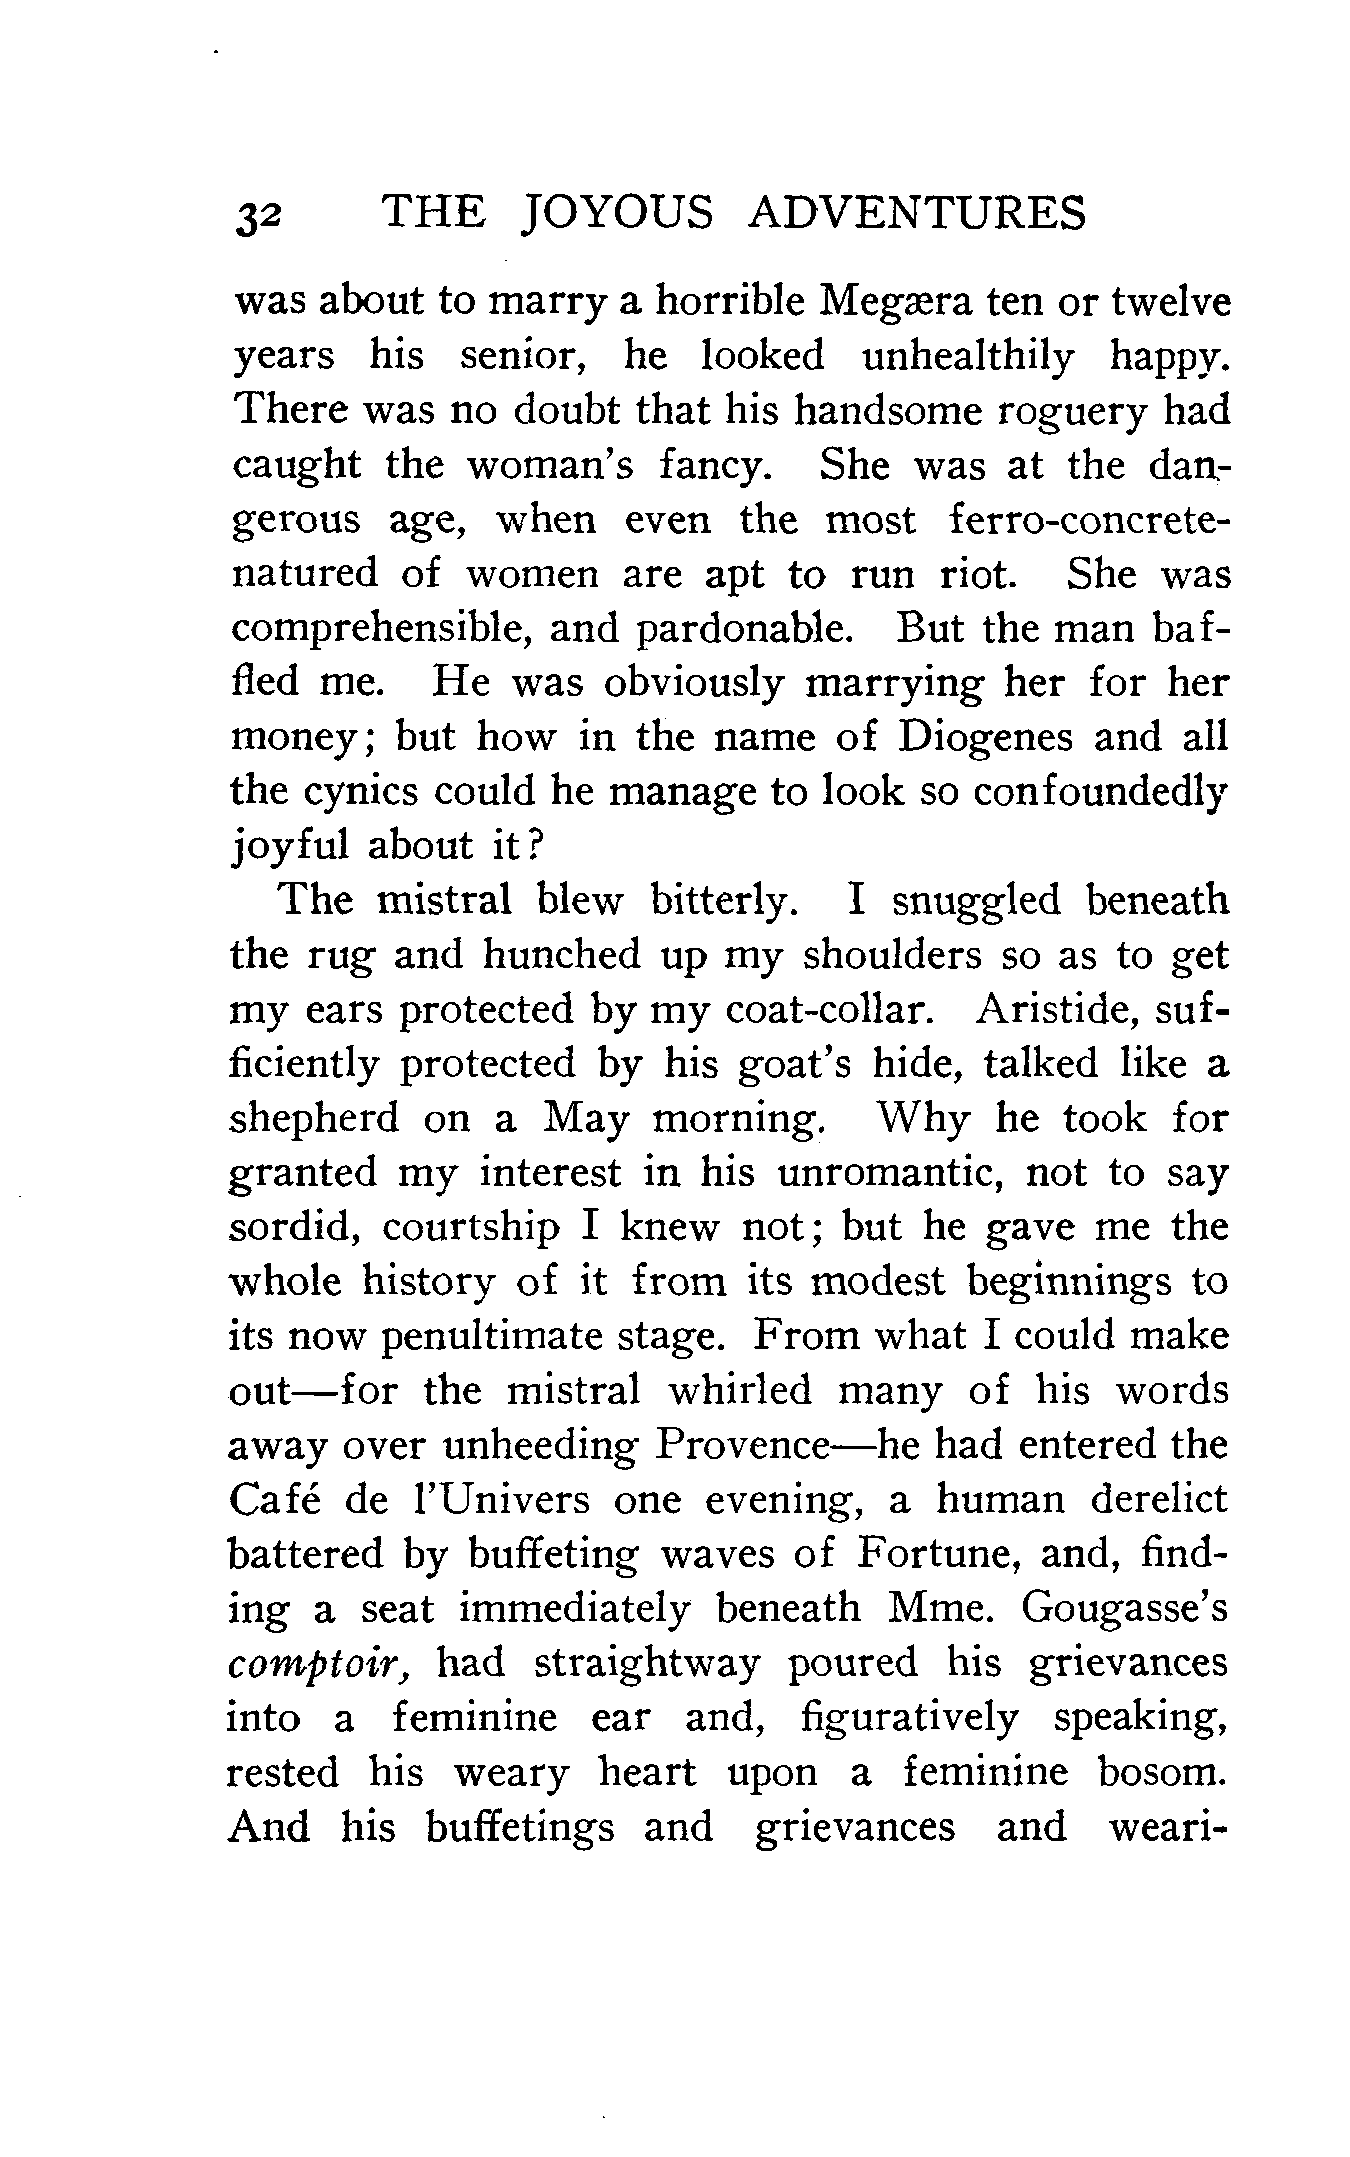 32 THE JOYOUS ADVENTURES
was about to marry a horrible Megæra ten or twelve
years his senior, he looked unhealthily happy.
There was no doubt that his handsome roguery had
caught the woman's fancy. She was at the dan-
gerous age, when even the most ferro-concrete-
natured of women are apt to run riot. She was
comprehensible, and pardonable. But the man baf-
fled me. He was obviously marrying her for her
money; but how in the name of Diogenes and all
the cynics could he manage to look so confoundedly
joyful about it?
The mistral blew bitterly. I snuggled beneath
the rug and hunched up my shoulders so as to get
my ears protected by my coat-collar. Aristide, suf-
ficiently protected by his goat's hide, talked like a
shepherd on a May morning. Why he took for
granted my interest in his unromantic, not to say
sordid, courtship I knew not; but he gave me the
whole history of it from its modest beginnings to
its now penultimate stage. From what I could make
out—for the mistral whirled many of his words
away over unheeding Provence—he had entered the
Café de l'Univers one evening, a human derelict
battered by buffeting waves of Fortune, and, find-
ing a seat immediately beneath Mme. Gougasse's
comptoir, had straightway poured his grievances
into a feminine ear and, figuratively speaking,
rested his weary heart upon a feminine bosom.
And his buffetings and grievances and weari-